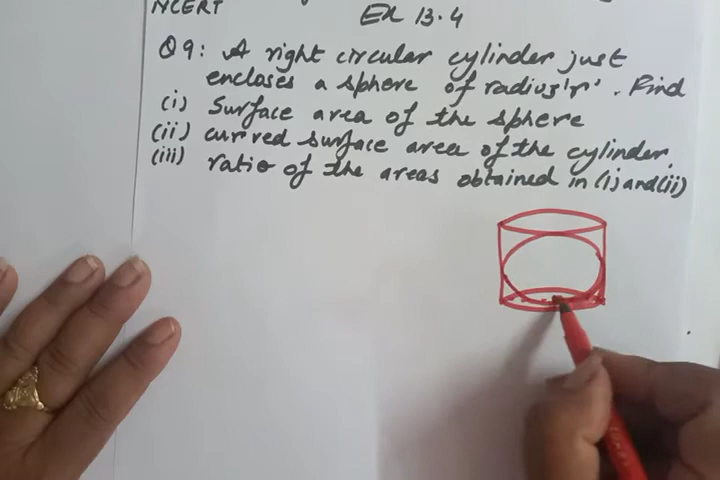 NCERT
Ex 13.4
Q9: A right circular cylinder just
encloses a sphere of radius 'r'. Find
(i) Surface area of the sphere
(ii) curved surface area of the cylinder.
(iii) ratio of the areas obtained in (i) and (ii)